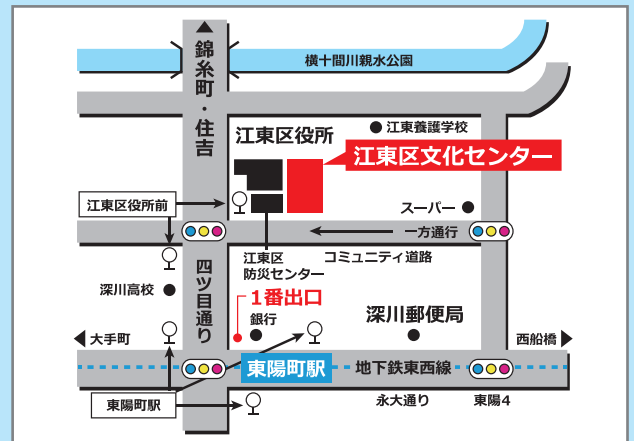 錦糸町・住吉
横十間川親水公園
江東区役所
江東養護学校
江東区文化センター
江東区役所前
スーパー
一方通行
江東区
防災センター
コミュニティ道路
四ツ目通り
深川高校
1番出口
銀行
深川郵便局
大手町
西船橋
東陽町駅
地下鉄東西線
東陽町駅
永大通り
東陽4